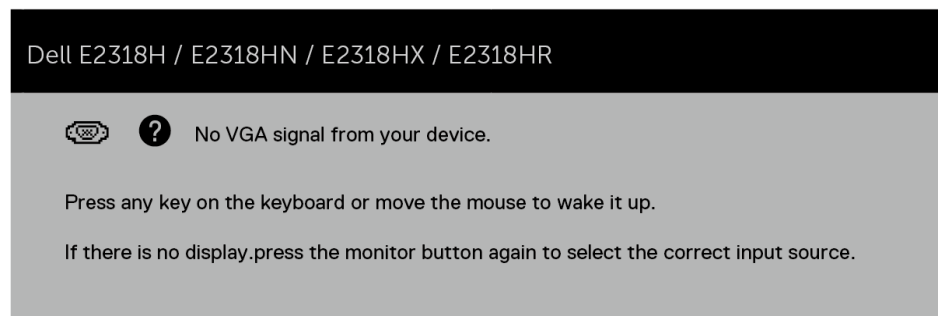 Dell E2318H / E2318HN / E2318HX / E2318HR
No VGA signal from your device.
Press any key on the keyboard or move the mouse to wake it up.
If there is no display.press the monitor button again to select the correct input source.